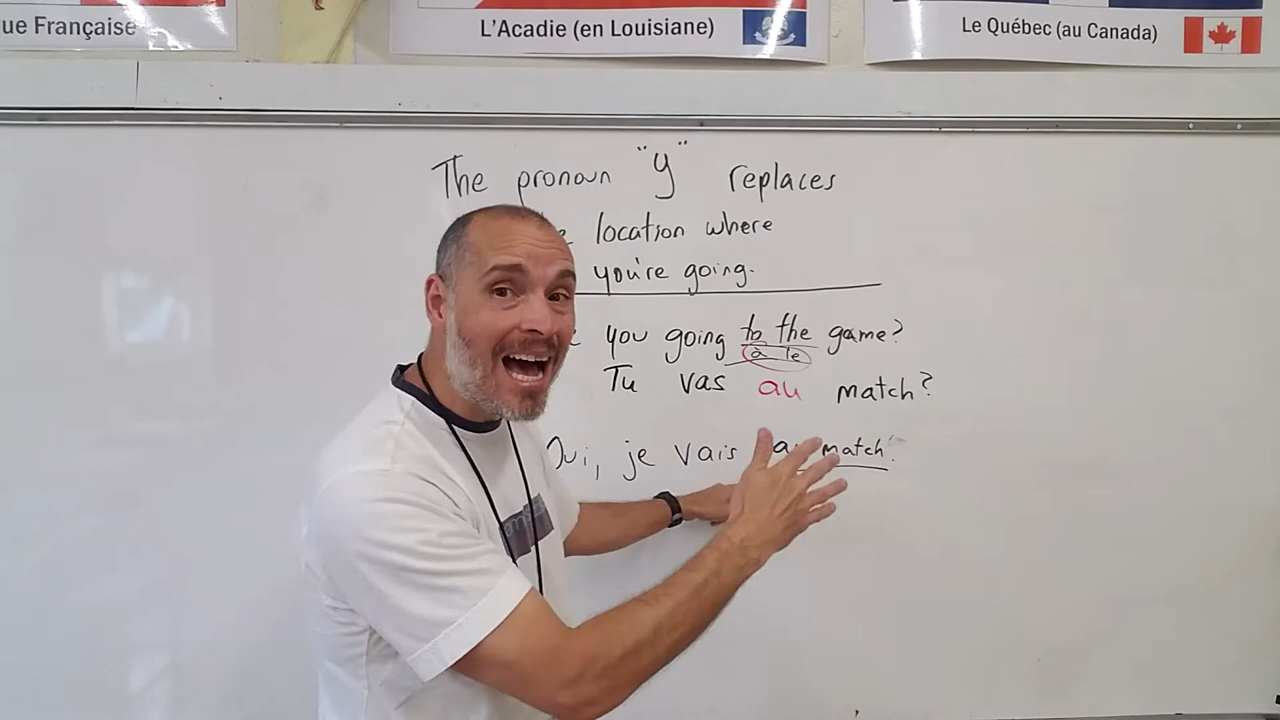 ue Française
L'Acadie (en Louisiane)
Le Québec (au Canada)
The pronoun "y" replaces
location where
you're going.
you going to the game?
à le
Tu vas au match?
Oui, je vais match!